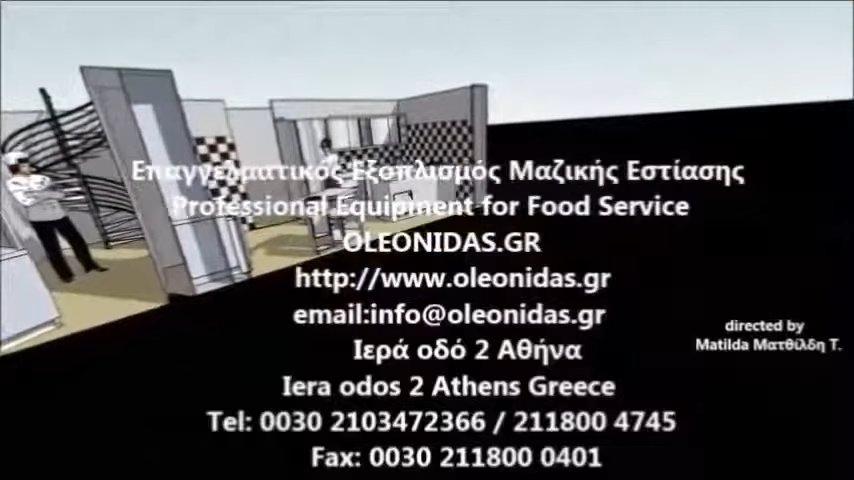 Επαγγελματικός Εξοπλισμός Μαζικής Εστίασης
Professional Equipment for Food Service
OLEONIDAS.GR
http://www.oleonidas.gr
email:info@oleonidas.gr
Ιερά οδό 2 Αθήνα
Iera odos 2 Athens Greece
Tel: 0030 2103472366 / 211800 4745
Fax: 0030 211800 0401
directed by
Matilda Ματθίλδη Τ.